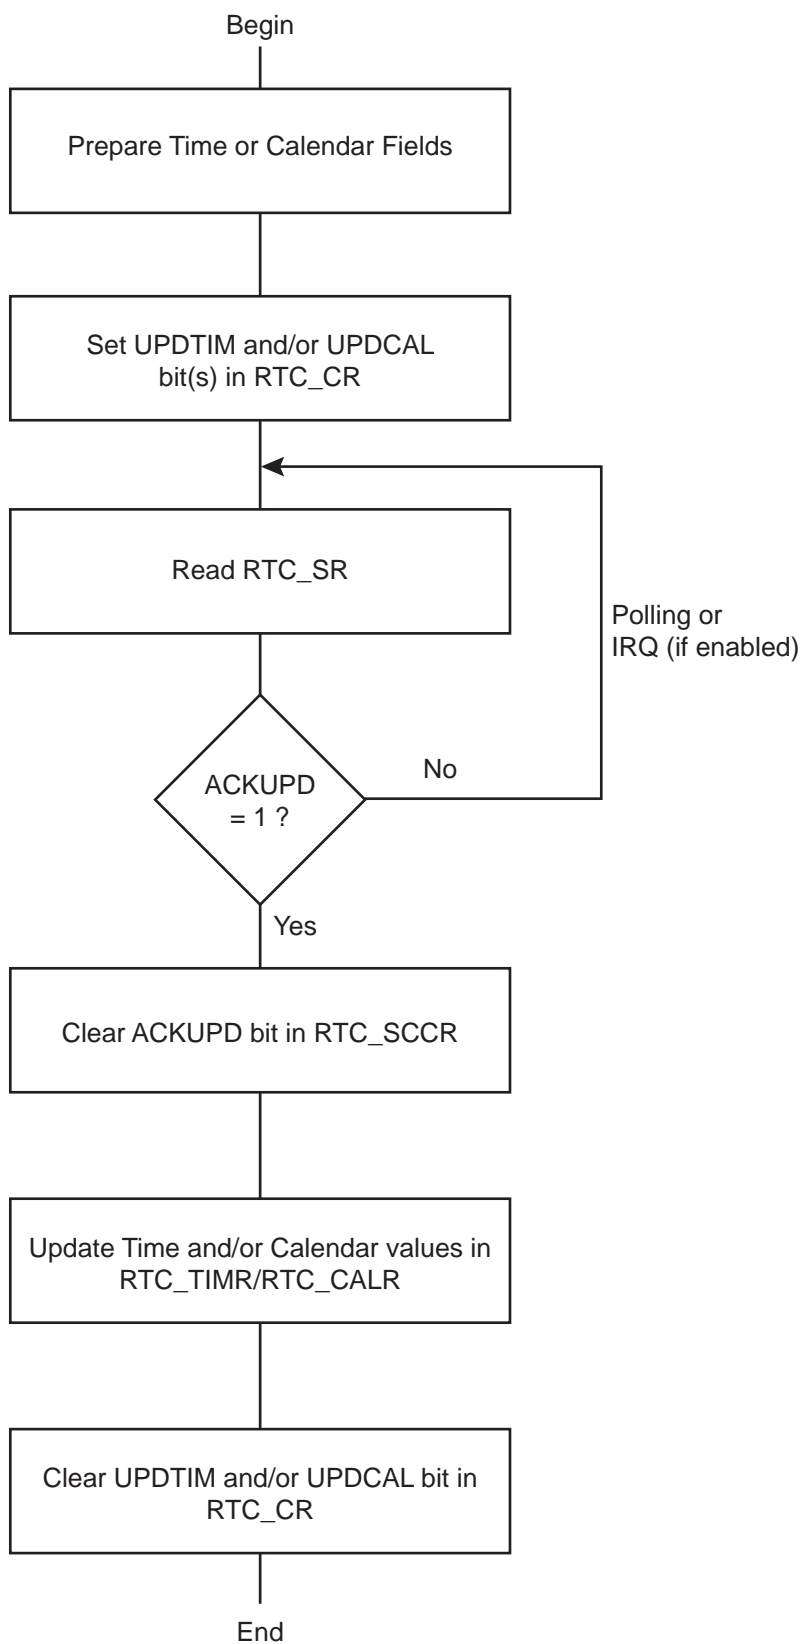 Begin
Prepare Time or Calendar Fields
Set UPDTIM and/or UPDCAL
bit(s) in RTC_CR
Read RTC_SR
Polling or
IRQ (if enabled)
ACKUPD
= 1 ?
No
Yes
Clear ACKUPD bit in RTC_SCCR
Update Time and/or Calendar values in
RTC_TIMR/RTC_CALR
Clear UPDTIM and/or UPDCAL bit in
RTC_CR
End